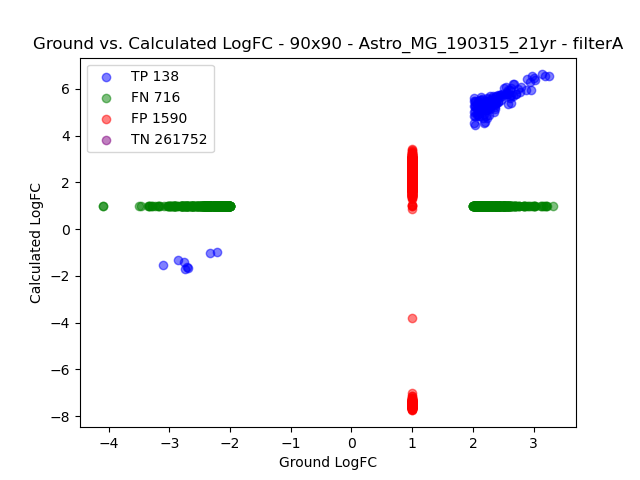 Ground vs. Calculated LogFC - 90x90 - Astro_MG_190315_21yr - filterA
TP 138
FN 716
FP 1590
TN 261752
6
4
2
0
−2
−4
−6
−8
Calculated LogFC
−4
−3
−2
−1
0
1
2
3
Ground LogFC